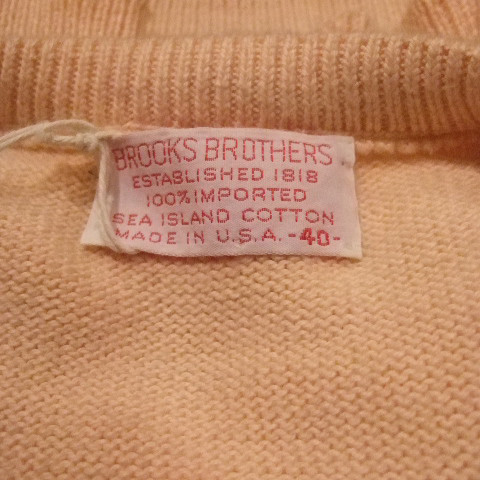 BROOKS BROTHERS
ESTABLISHED 1818
100% IMPORTED
SEA ISLAND COTTON
MADE IN U.S.A. -40-